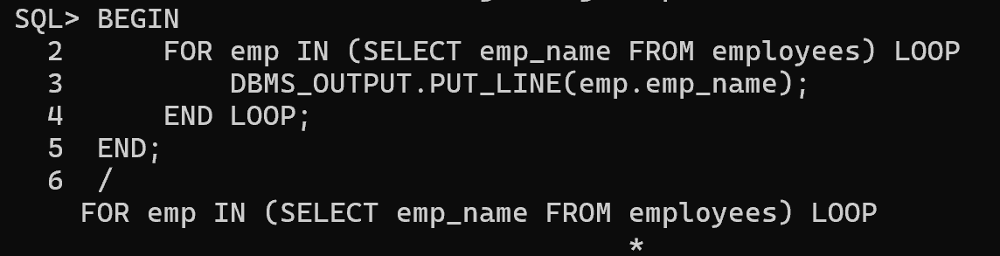 SQL> BEGIN
  2      FOR emp IN (SELECT emp_name FROM employees) LOOP
  3          DBMS_OUTPUT.PUT_LINE(emp.emp_name);
  4      END LOOP;
  5  END;
  6  /
    FOR emp IN (SELECT emp_name FROM employees) LOOP
                                     *